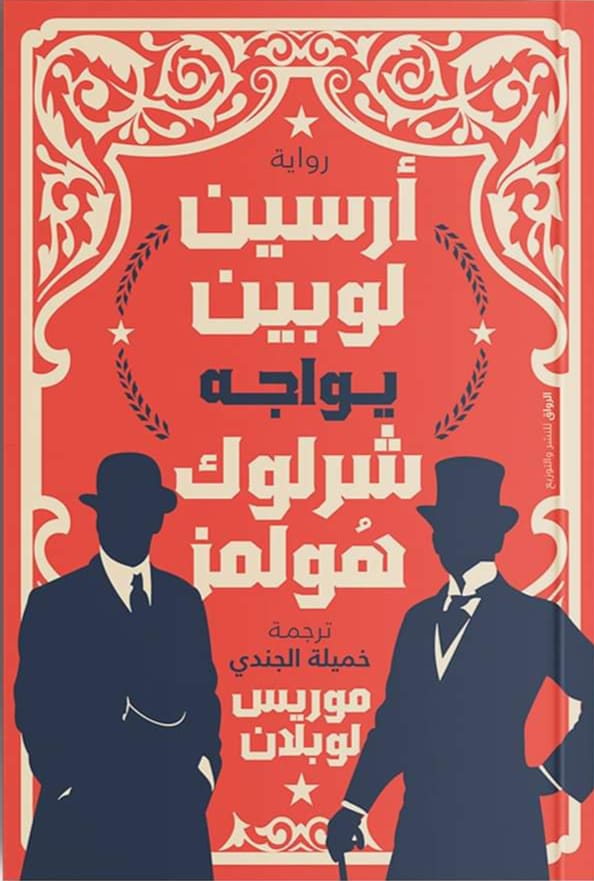 رواية
أرسين
لوبين
يواجه
شرلوك
هُولمز
ترجمة
خميلة الجندي
موريس
لوبلان
الرواق للنشر والتوزيع